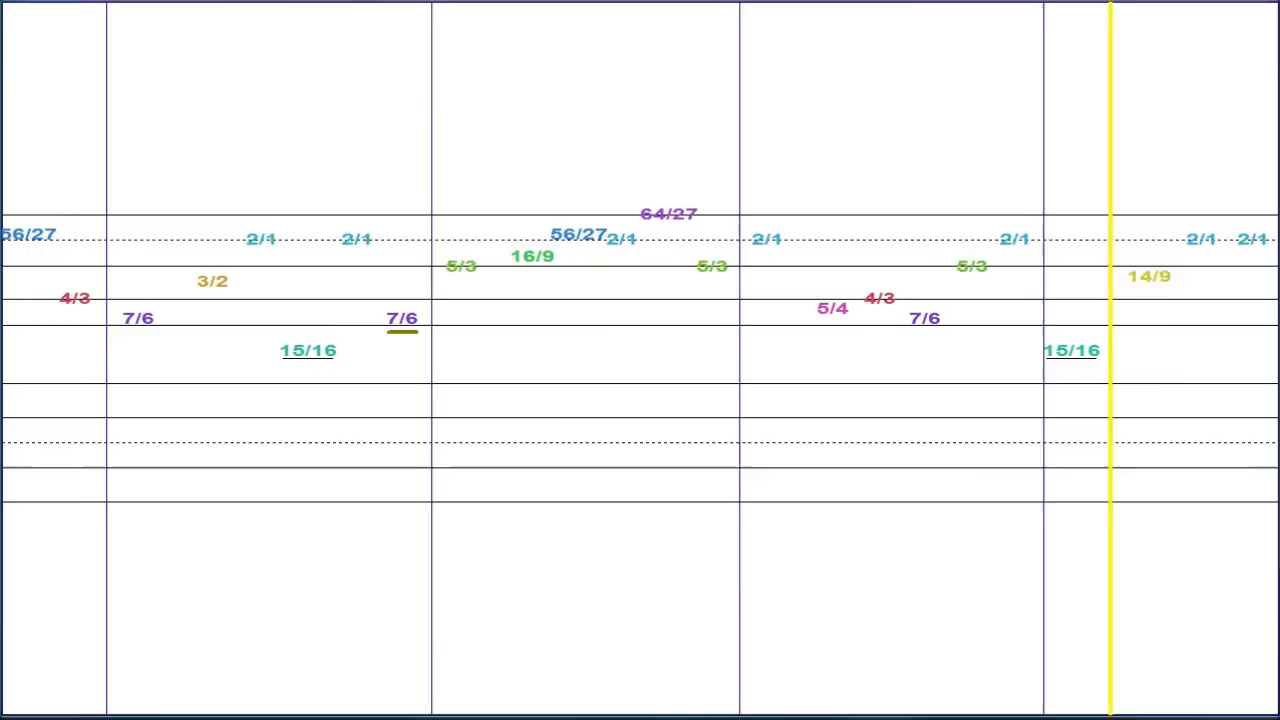 64/27
56/27 2/1 2/1 56/27 2/1 2/1 2/1 2/1 2/1
16/9
5/3 5/3 5/3
3/2 14/9
4/3 4/3
5/4
7/6 7/6 7/6
15/16 15/16